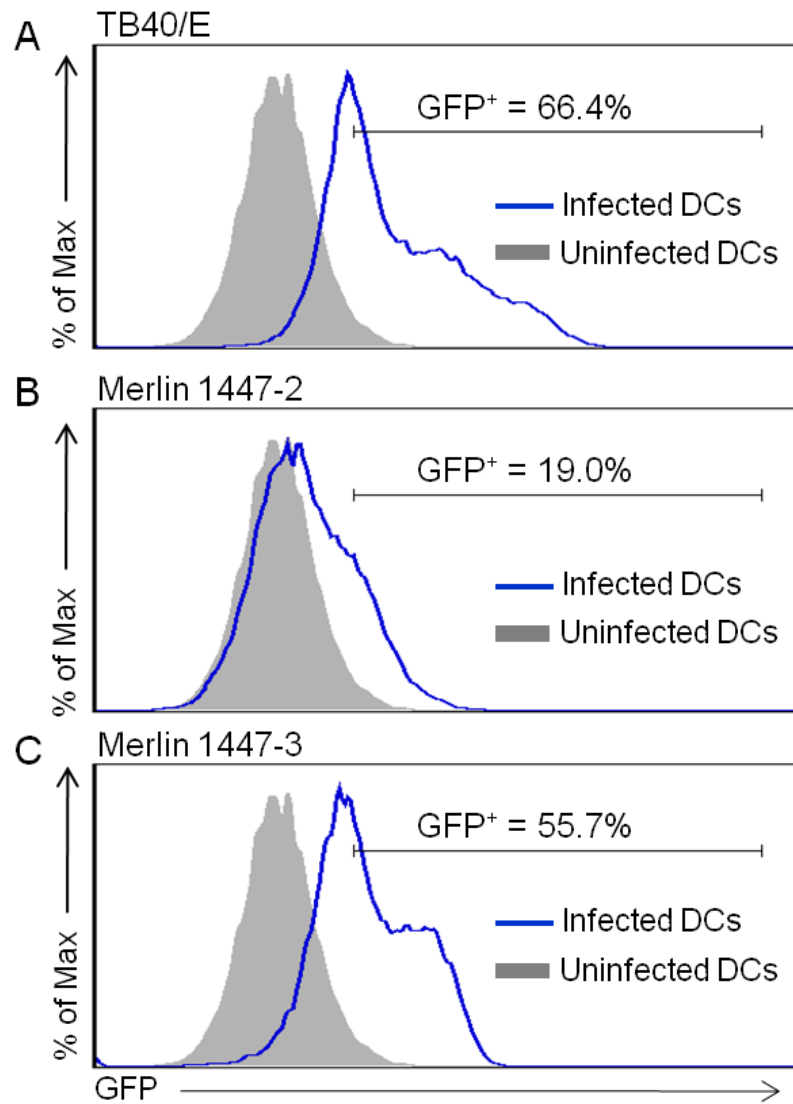 A
TB40/E
% of Max
GFP⁺ = 66.4%
Infected DCs
Uninfected DCs
B
Merlin 1447-2
% of Max
GFP⁺ = 19.0%
Infected DCs
Uninfected DCs
C
Merlin 1447-3
% of Max
GFP⁺ = 55.7%
Infected DCs
Uninfected DCs
GFP